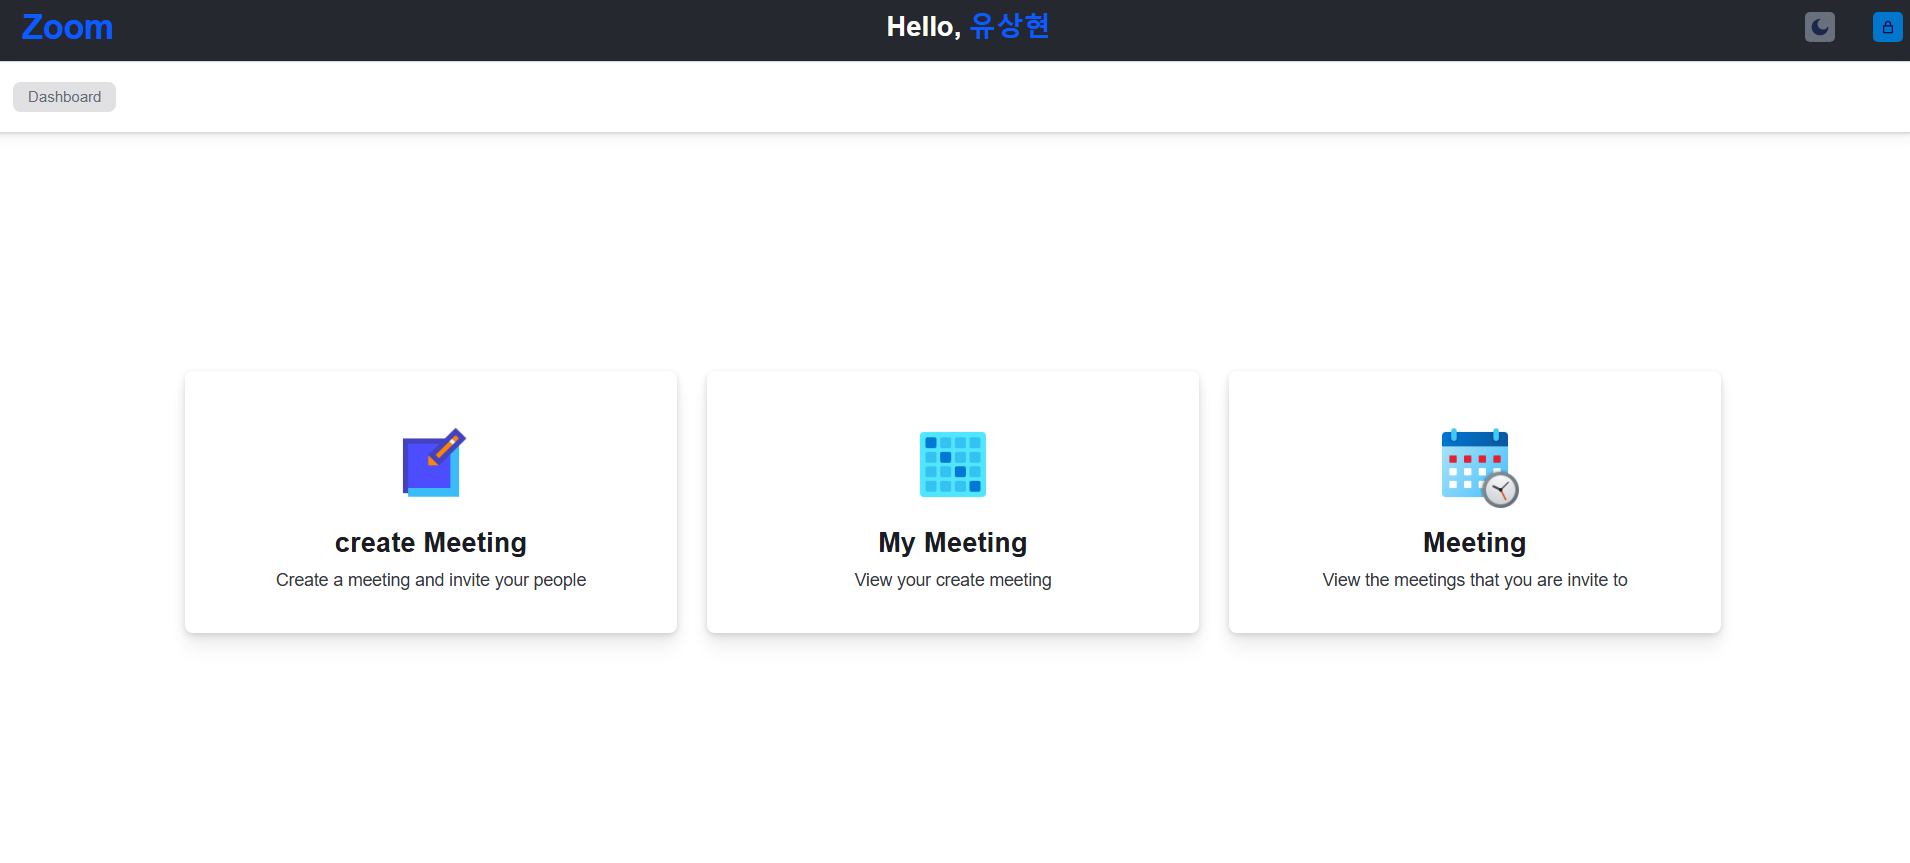 Zoom
Hello, 유상현
Dashboard
create Meeting
Create a meeting and invite your people
My Meeting
View your create meeting
Meeting
View the meetings that you are invite to